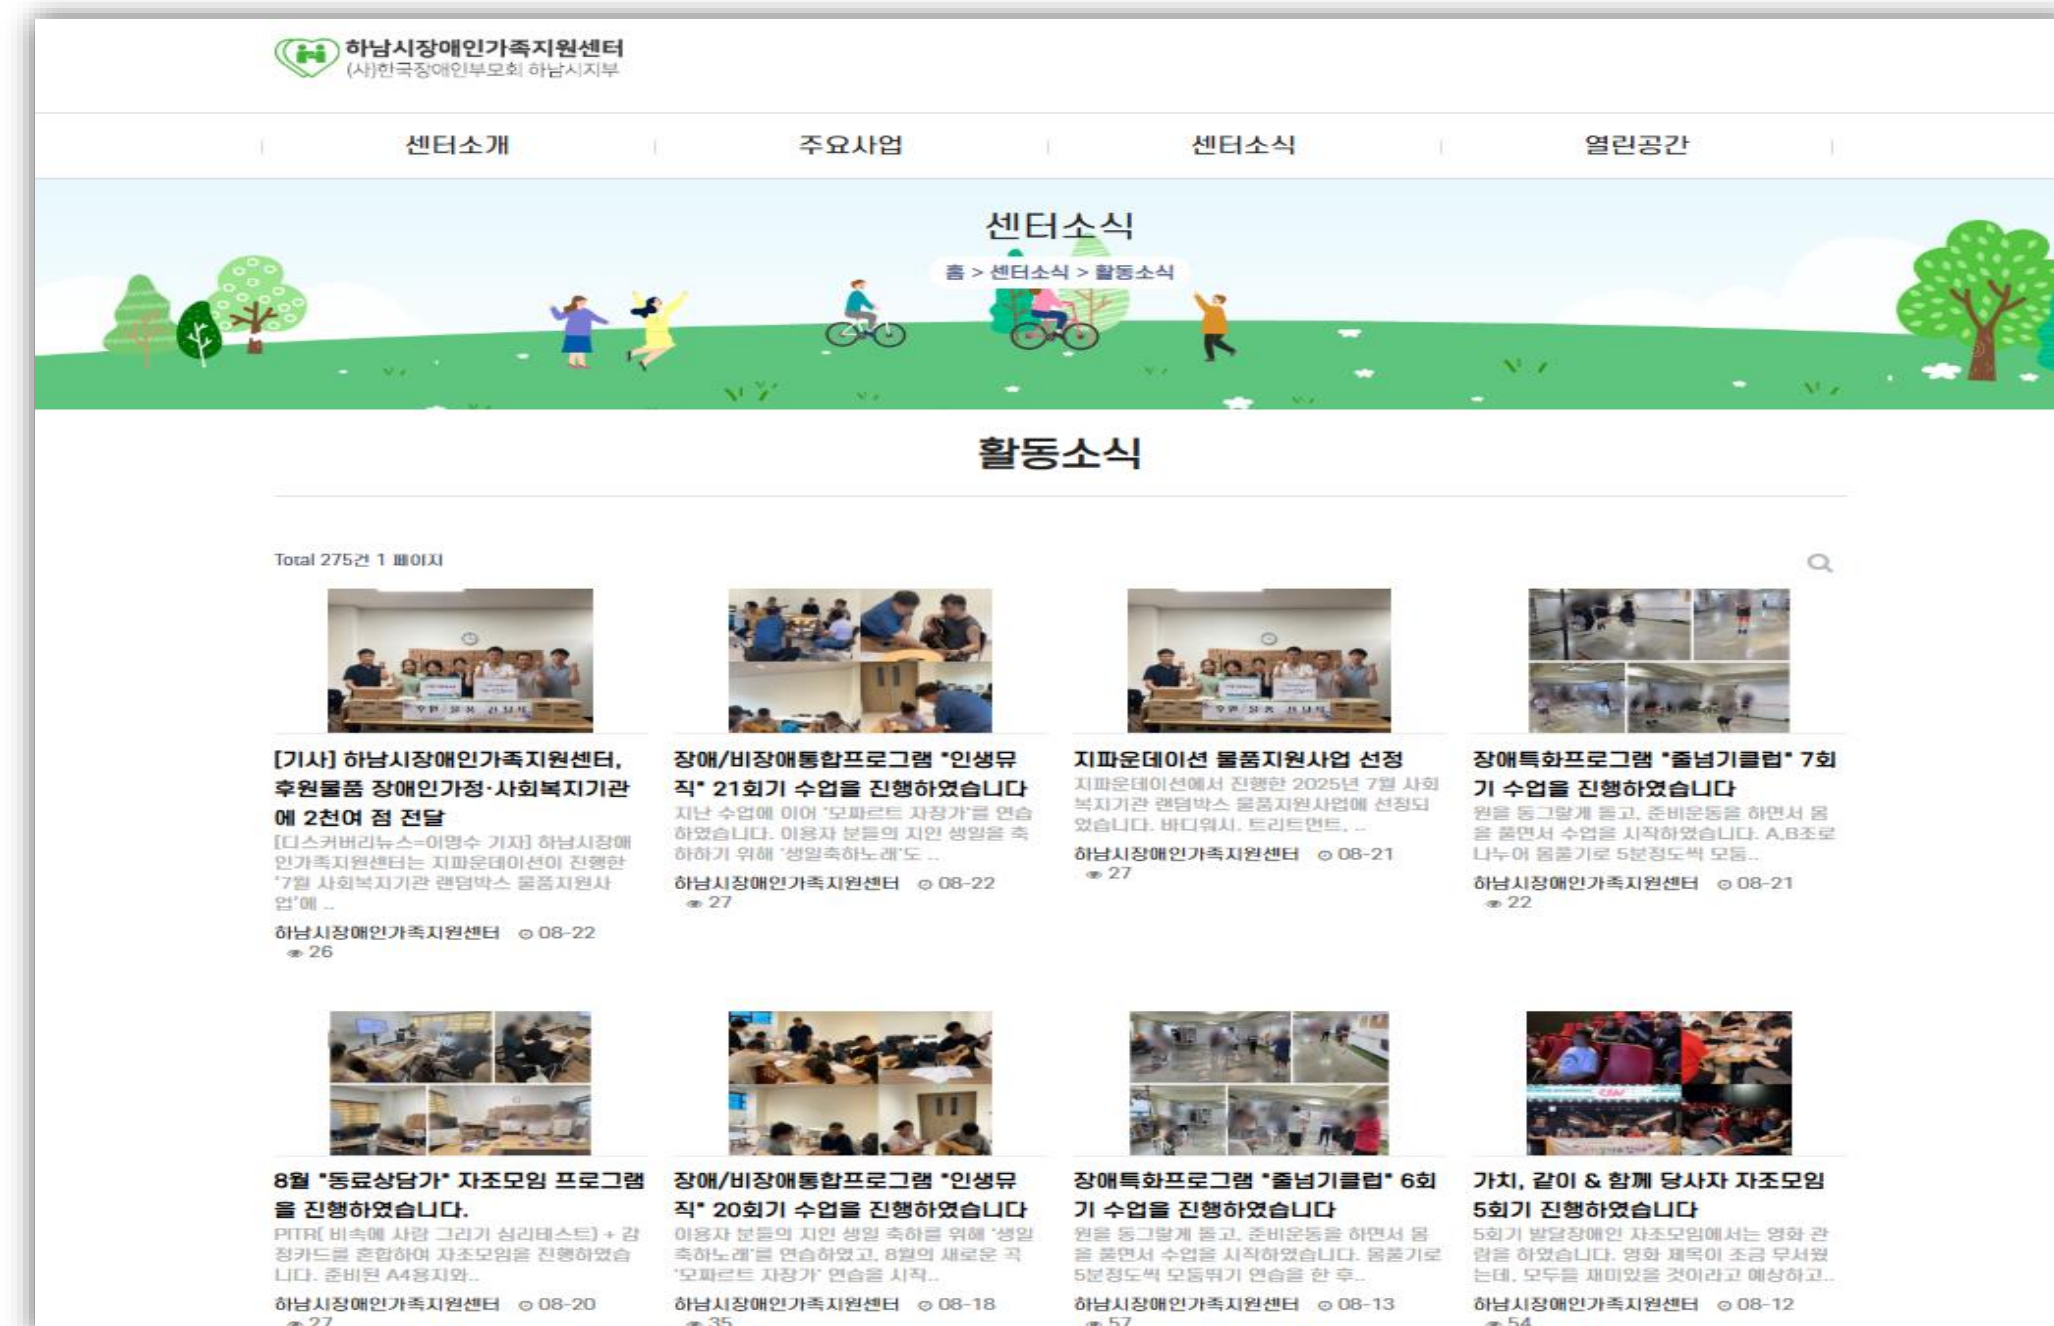 하남시장애인가족지원센터
(사)한국장애인부모회 하남시지부
센터소개
주요사업
센터소식
열린공간
센터소식
홈 > 센터소식 > 활동소식
활동소식
Total 275건 1 페이지
후원 물품 전달식
후원 물품 전달식
[기사] 하남시장애인가족지원센터,
후원물품 장애인가정·사회복지기관
에 2천여 점 전달
[디스커버리뉴스=이명수 기자] 하남시장애
인가족지원센터는 지파운데이션이 진행한
'7월 사회복지기관 랜덤박스 물품지원사
업'에 ..
하남시장애인가족지원센터 08-22
26
장애/비장애통합프로그램 "인생뮤
직" 21회기 수업을 진행하였습니다
지난 수업에 이어 '모짜르트 자장가'를 연습
하였습니다. 이용자 분들의 지인 생일을 축
하하기 위해 '생일축하노래'도 ..
하남시장애인가족지원센터 08-22
27
지파운데이션 물품지원사업 선정
지파운데이션에서 진행한 2025년 7월 사회
복지기관 랜덤박스 물품지원사업에 선정되
었습니다. 바디워시, 트리트먼트, ..
하남시장애인가족지원센터 08-21
27
장애특화프로그램 "줄넘기클럽" 7회
기 수업을 진행하였습니다
원을 동그랗게 돌고, 준비운동을 하면서 몸
을 풀면서 수업을 시작하였습니다. A,B조로
나누어 몸풀기로 5분정도씩 모둠..
하남시장애인가족지원센터 08-21
22
8월 "동료상담가" 자조모임 프로그램
을 진행하였습니다.
PITR( 비속에 사람 그리기 심리테스트) + 감
정카드를 혼합하여 자조모임을 진행하였습
니다. 준비된 A4용지와..
하남시장애인가족지원센터 08-20
27
장애/비장애통합프로그램 "인생뮤
직" 20회기 수업을 진행하였습니다
이용자 분들의 지인 생일 축하를 위해 '생일
축하노래'를 연습하였고, 8월의 새로운 곡
'모짜르트 자장가' 연습을 시작..
하남시장애인가족지원센터 08-18
35
장애특화프로그램 "줄넘기클럽" 6회
기 수업을 진행하였습니다
원을 동그랗게 돌고, 준비운동을 하면서 몸
을 풀면서 수업을 시작하였습니다. 몸풀기로
5분정도씩 모둠뛰기 연습을 한 후..
하남시장애인가족지원센터 08-13
57
가치, 같이 & 함께 당사자 자조모임
5회기 진행하였습니다
5회기 발달장애인 자조모임에서는 영화 관
람을 하였습니다. 영화 제목이 조금 무서웠
는데, 모두들 재미있을 것이라고 예상하고..
하남시장애인가족지원센터 08-12
54